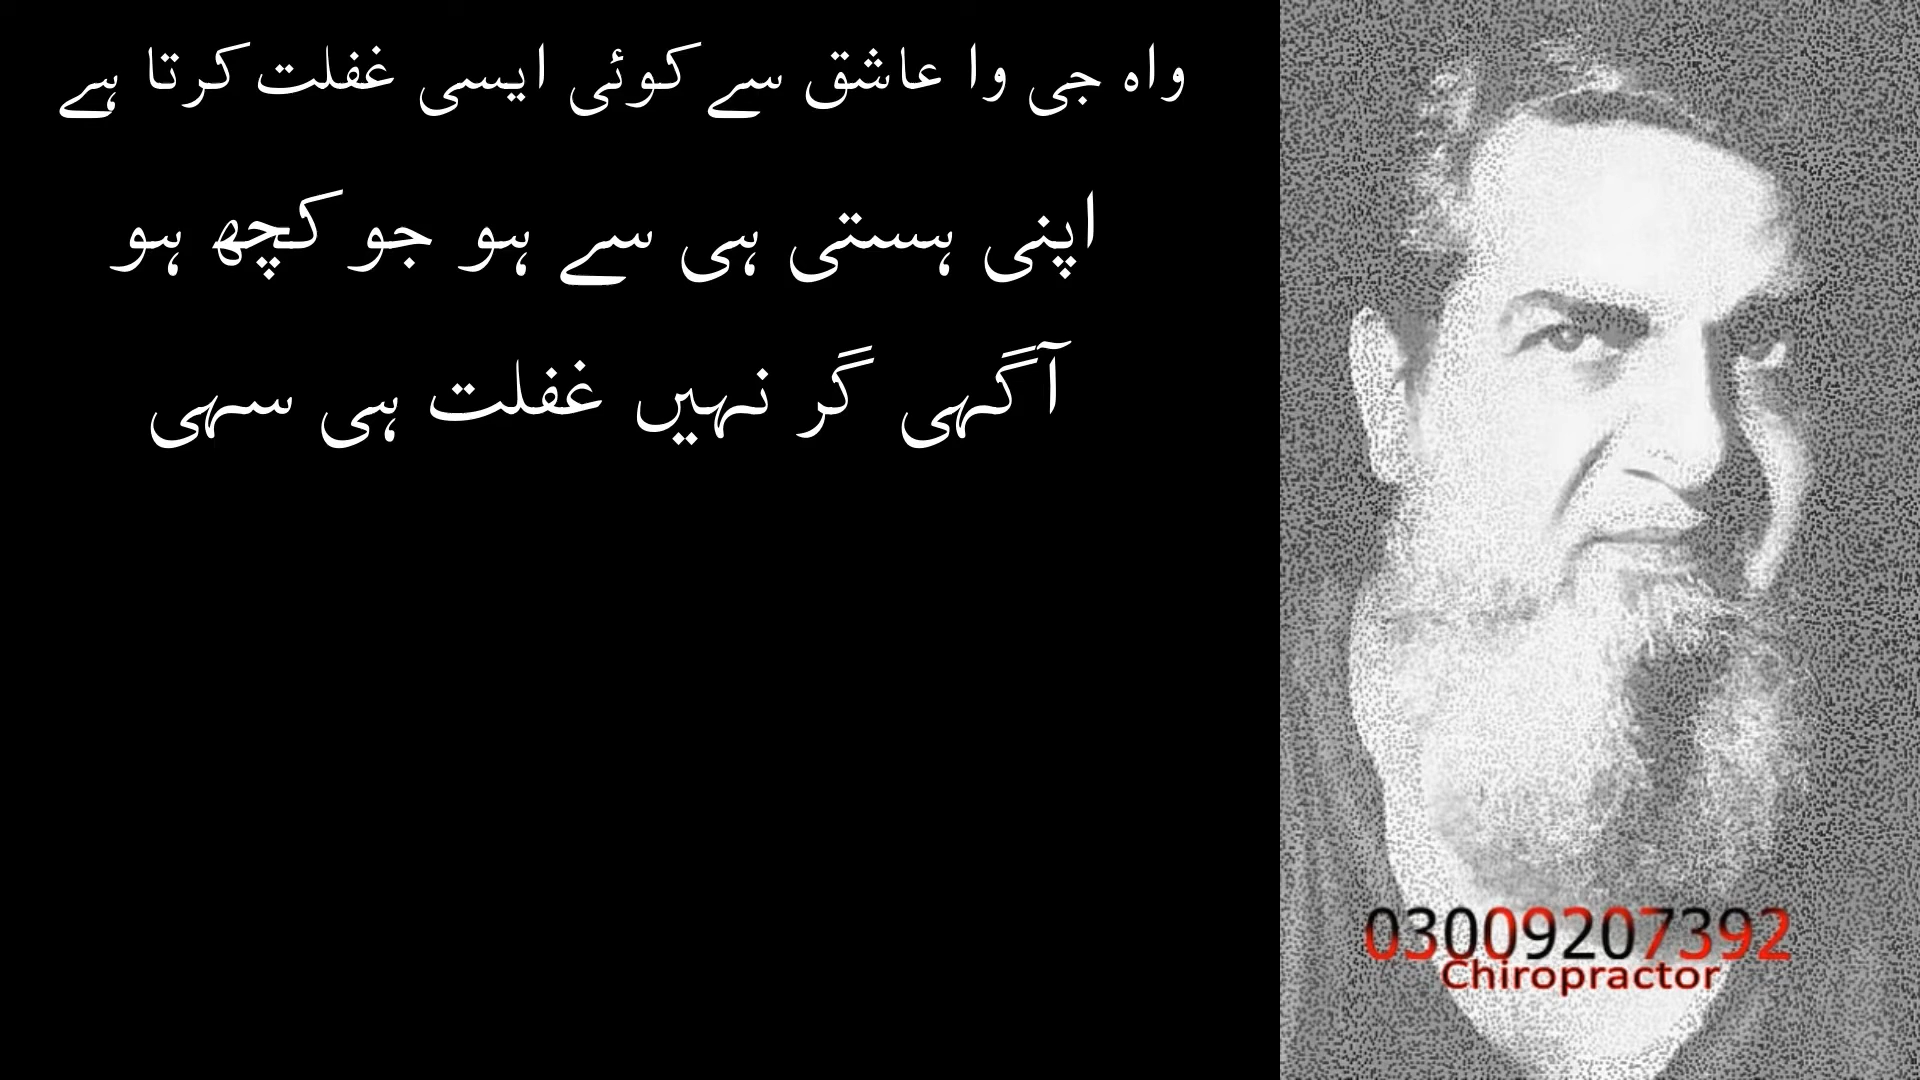 واہ جی وا عاشق سے کوئی ایسی غفلت کرتا ہے
اپنی ہستی ہی سے ہو جو کچھ ہو
آگہی گر نہیں غفلت ہی سہی
03009207392
Chiropractor